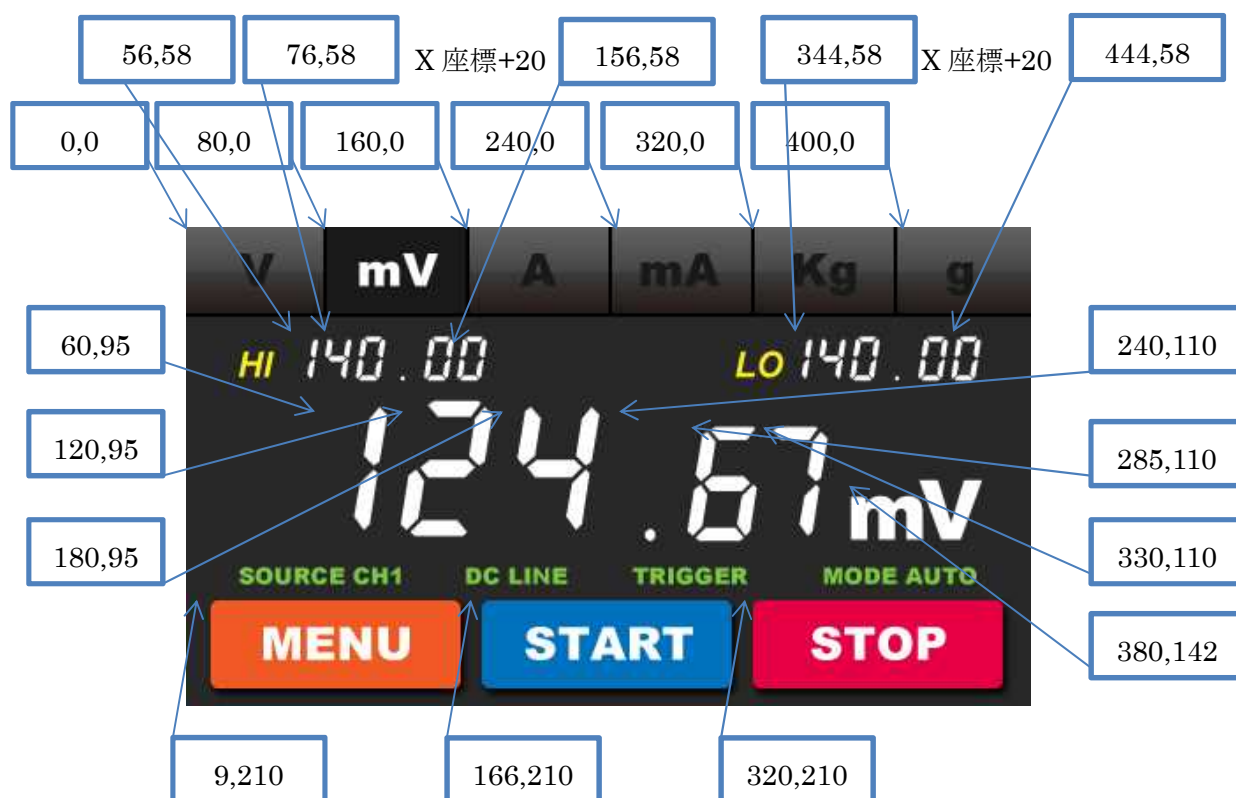 56,58
76,58
X 座標+20
156,58
344,58
X 座標+20
444,58
0,0
80,0
160,0
240,0
320,0
400,0
V
mV
A
mA
Kg
g
HI 140.00
LO 140.00
60,95
240,110
124.67 mV
120,95
285,110
180,95
330,110
SOURCE CH1
DC LINE
TRIGGER
MODE AUTO
MENU
START
STOP
380,142
9,210
166,210
320,210